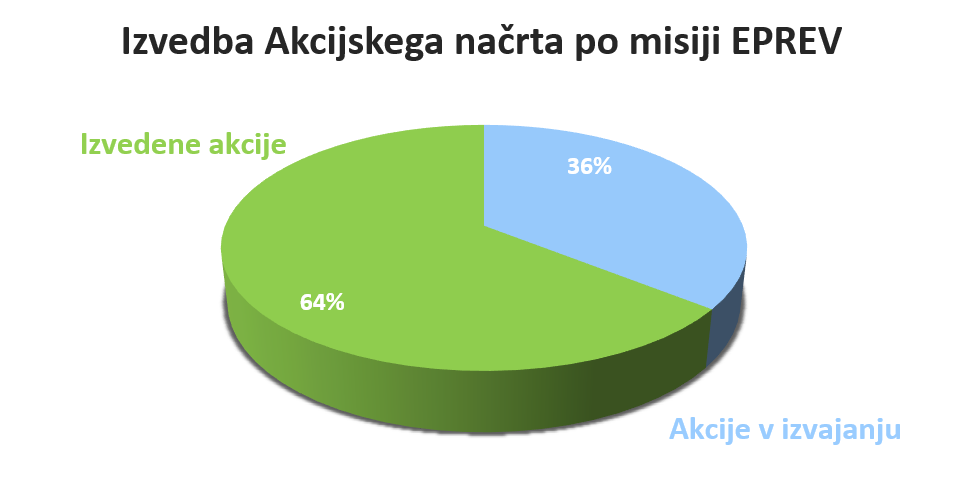 Izvedba Akcijskega načrta po misiji EPREV
Izvedene akcije
36%
64%
Akcije v izvajanju